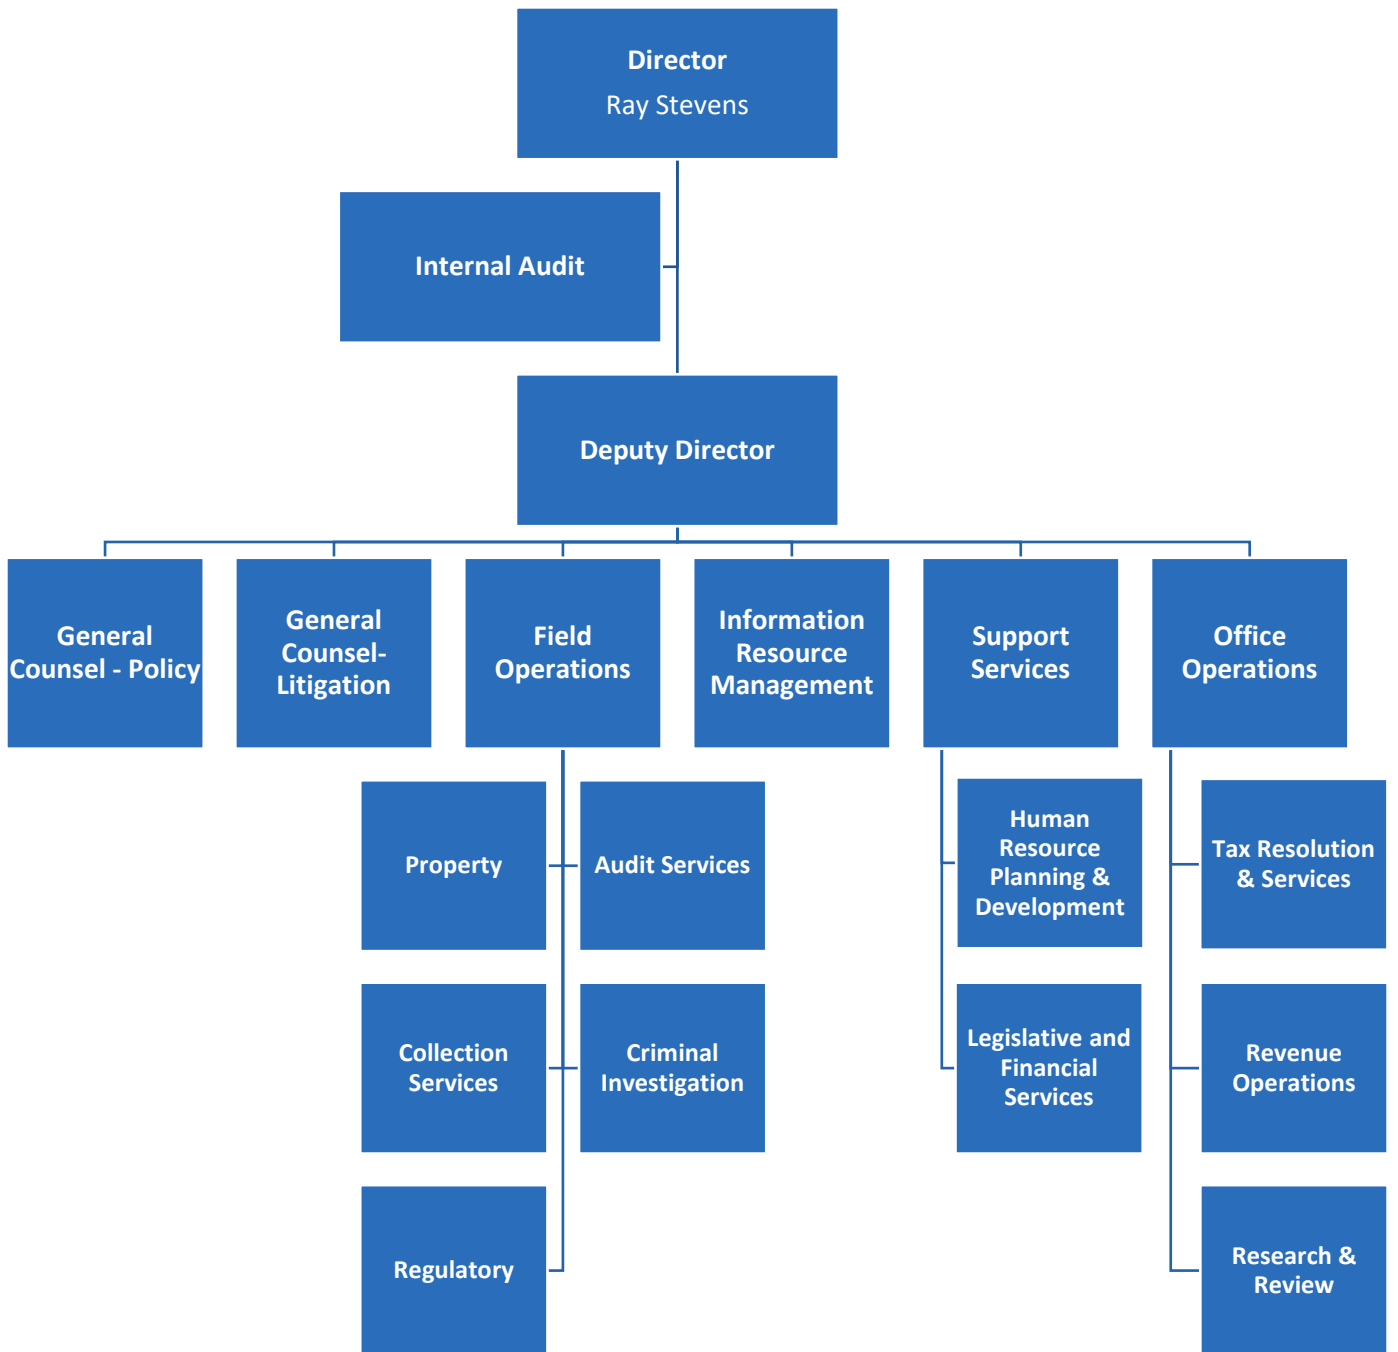 Director
Ray Stevens
Internal Audit
Deputy Director
General
Counsel - Policy
General
Counsel-
Litigation
Field
Operations
Information
Resource
Management
Support
Services
Office
Operations
Property
Audit Services
Human
Resource
Planning &
Development
Tax Resolution
& Services
Collection
Services
Criminal
Investigation
Legislative and
Financial
Services
Revenue
Operations
Regulatory
Research &
Review